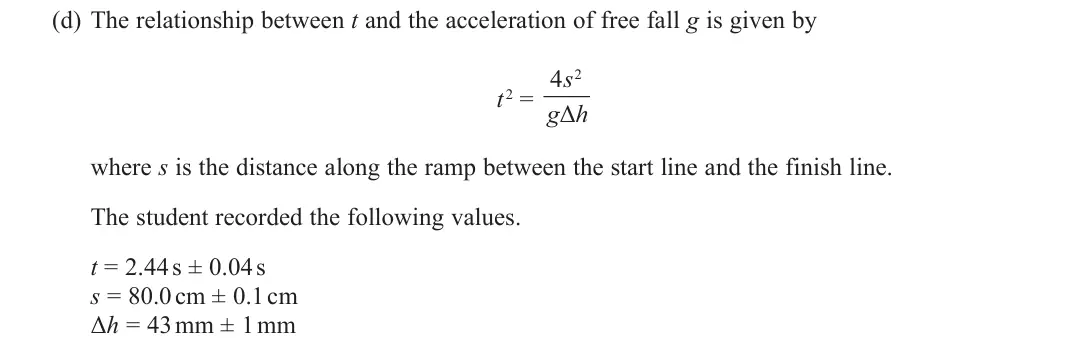 (d) The relationship between t and the acceleration of free fall g is given by
t² = 4s² / gΔh
where s is the distance along the ramp between the start line and the finish line.
The student recorded the following values.
t = 2.44 s ± 0.04 s
s = 80.0 cm ± 0.1 cm
Δh = 43 mm ± 1 mm